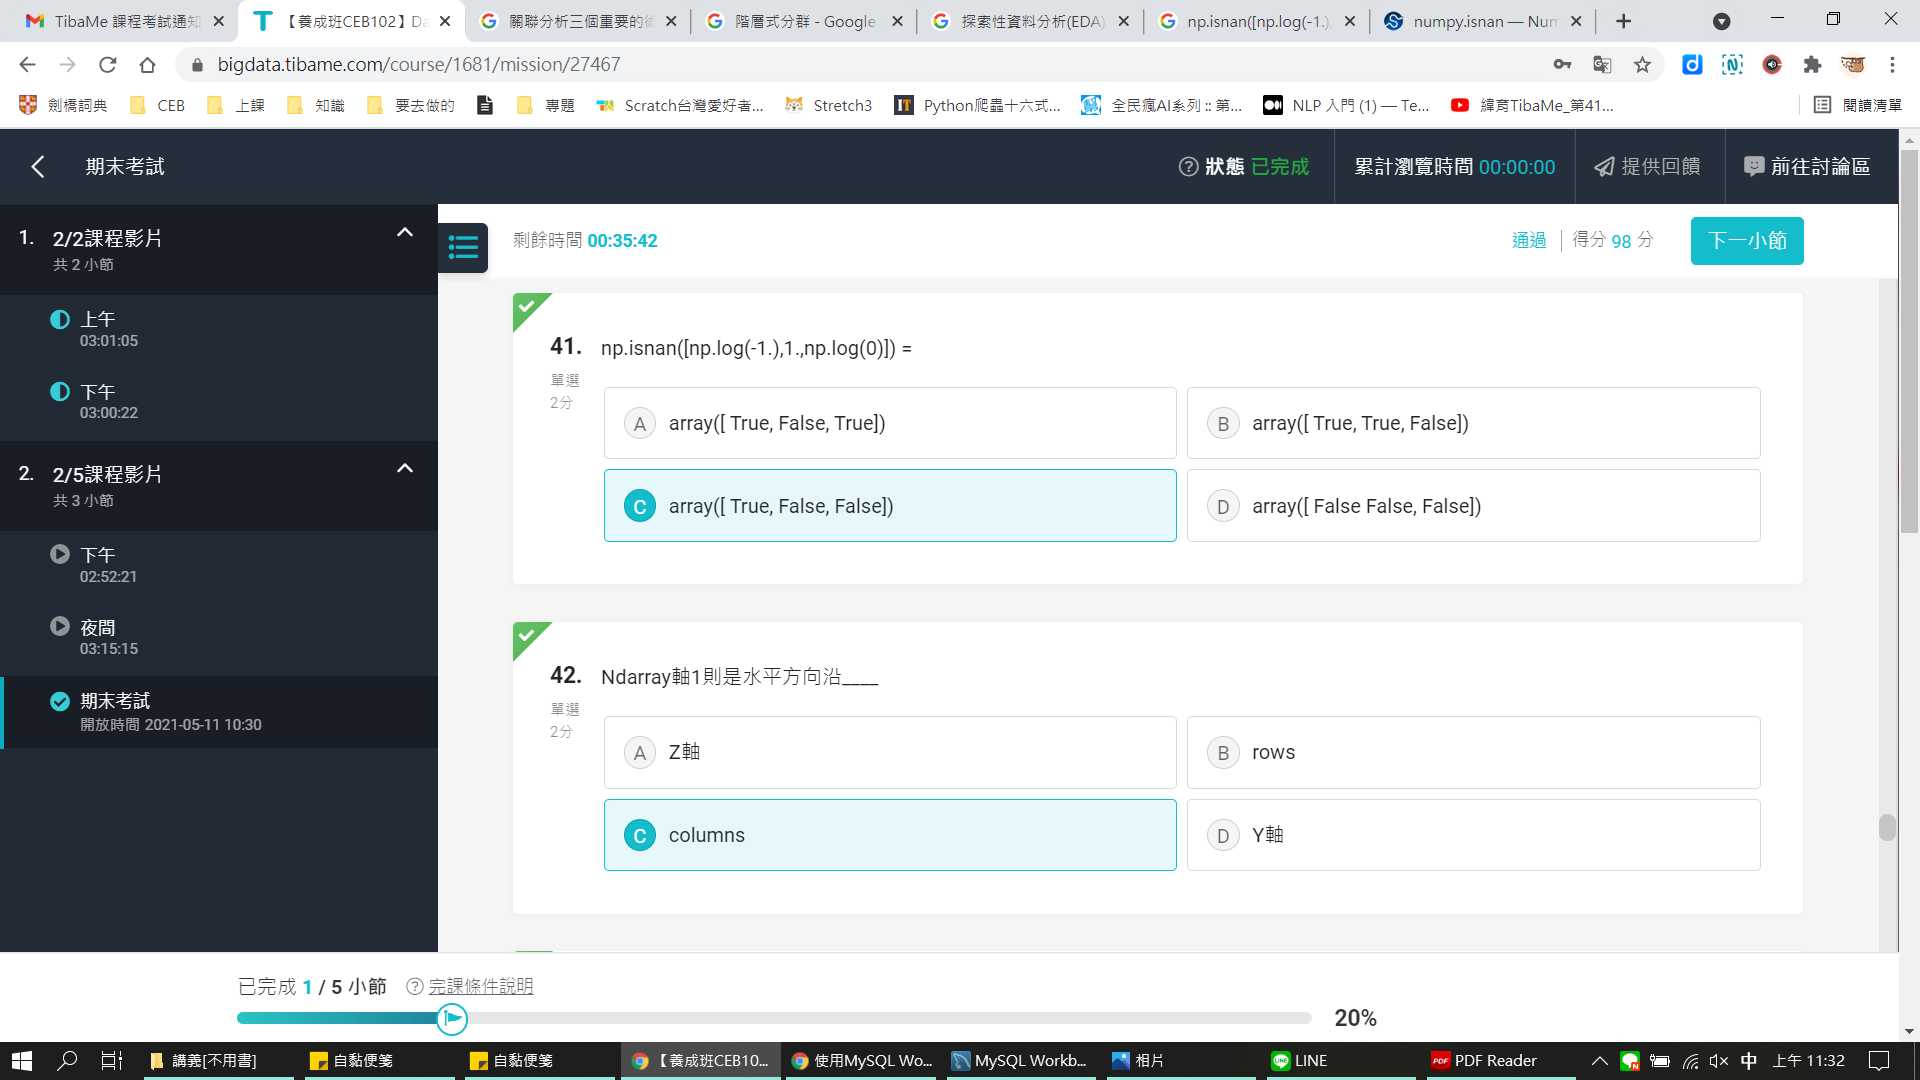 TibaMe 課程考試通知
【養成班CEB102】Da
關聯分析三個重要的
階層式分群 - Google
探索性資料分析(EDA)
np.isnan([np.log(-1.),
numpy.isnan — Num
bigdata.tibame.com/course/1681/mission/27467
劍橋詞典
CEB
上課
知識
要去做的
專題
Scratch台灣愛好者...
Stretch3
Python爬蟲十六式...
全民瘋AI系列 :: 第...
NLP 入門 (1) — Te...
緯育TibaMe_第41...
閱讀清單
期末考試
狀態 已完成
累計瀏覽時間 00:00:00
提供回饋
前往討論區
1. 2/2課程影片
共 2 小節
上午
03:01:05
下午
03:00:22
2. 2/5課程影片
共 3 小節
下午
02:52:21
夜間
03:15:15
期末考試
開放時間 2021-05-11 10:30
剩餘時間 00:35:42
通過
得分 98 分
下一小節
41. np.isnan([np.log(-1.),1.,np.log(0)]) =
單選
2分
A array([ True, False, True])
B array([ True, True, False])
C array([ True, False, False])
D array([ False False, False])
42. Ndarray軸1則是水平方向沿____
單選
2分
A Z軸
B rows
C columns
D Y軸
已完成 1 / 5 小節
完課條件說明
20%
講義[不用書]
自黏便箋
自黏便箋
【養成班CEB10...
使用MySQL Wo...
MySQL Workb...
相片
LINE
PDF Reader
中
上午 11:32